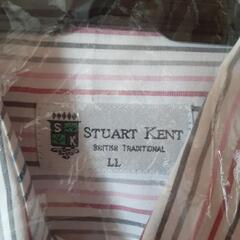 S K
STUART KENT
BRITISH TRADITIONAL
LL